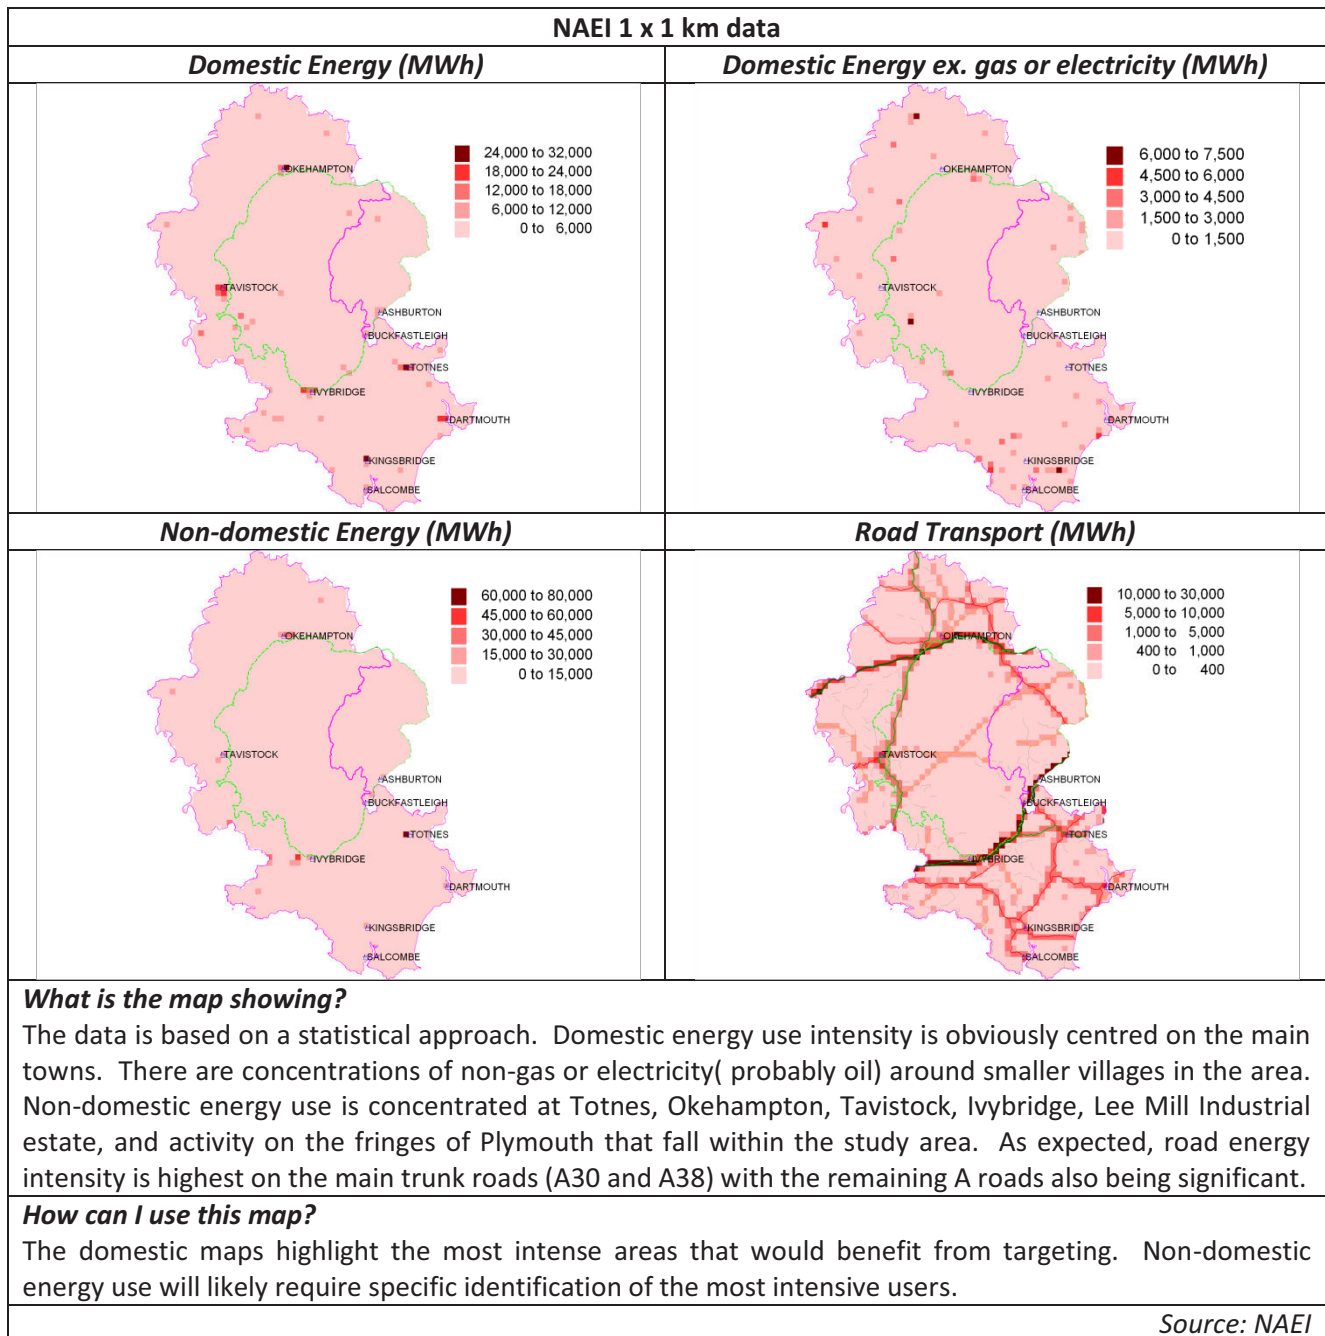 NAEI 1 x 1 km data
Domestic Energy (MWh)
Domestic Energy ex. gas or electricity (MWh)
24,000 to 32,000
18,000 to 24,000
12,000 to 18,000
6,000 to 12,000
0 to 6,000
OKEHAMPTON
TAVISTOCK
ASHBURTON
BUCKFASTLEIGH
TOTNES
IVYBRIDGE
DARTMOUTH
KINGSBRIDGE
SALCOMBE
6,000 to 7,500
4,500 to 6,000
3,000 to 4,500
1,500 to 3,000
0 to 1,500
OKEHAMPTON
TAVISTOCK
ASHBURTON
BUCKFASTLEIGH
TOTNES
IVYBRIDGE
DARTMOUTH
KINGSBRIDGE
SALCOMBE
Non-domestic Energy (MWh)
Road Transport (MWh)
60,000 to 80,000
45,000 to 60,000
30,000 to 45,000
15,000 to 30,000
0 to 15,000
OKEHAMPTON
TAVISTOCK
ASHBURTON
BUCKFASTLEIGH
TOTNES
IVYBRIDGE
DARTMOUTH
KINGSBRIDGE
SALCOMBE
10,000 to 30,000
5,000 to 10,000
1,000 to 5,000
400 to 1,000
0 to 400
OKEHAMPTON
TAVISTOCK
ASHBURTON
BUCKFASTLEIGH
TOTNES
IVYBRIDGE
DARTMOUTH
KINGSBRIDGE
SALCOMBE
What is the map showing?
The data is based on a statistical approach. Domestic energy use intensity is obviously centred on the main
towns. There are concentrations of non-gas or electricity( probably oil) around smaller villages in the area.
Non-domestic energy use is concentrated at Totnes, Okehampton, Tavistock, Ivybridge, Lee Mill Industrial
estate, and activity on the fringes of Plymouth that fall within the study area. As expected, road energy
intensity is highest on the main trunk roads (A30 and A38) with the remaining A roads also being significant.
How can I use this map?
The domestic maps highlight the most intense areas that would benefit from targeting. Non-domestic
energy use will likely require specific identification of the most intensive users.
Source: NAEI